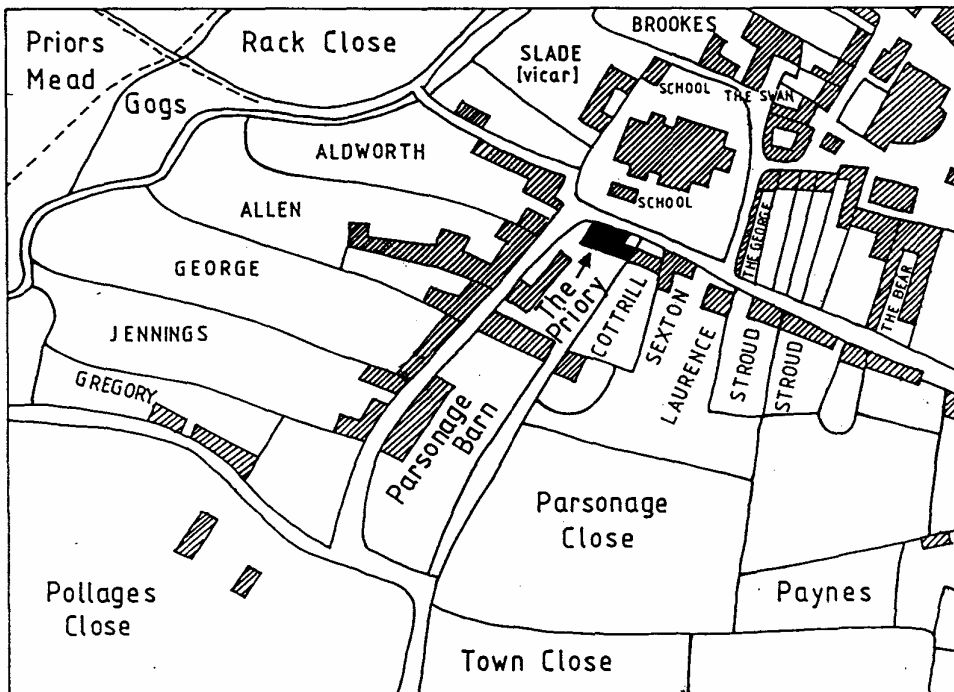 BROOKES
Priors
Mead
Rack Close
SLADE
[vicar]
SCHOOL
THE SWAN
Gogs
ALDWORTH
SCHOOL
ALLEN
THE GEORGE
GEORGE
THE BEAR
The
Priory
COTTRILL
SEXTON
LAURENCE
STROUD
STROUD
JENNINGS
GREGORY
Parsonage
Barn
Parsonage
Close
Pollages
Close
Paynes
Town Close